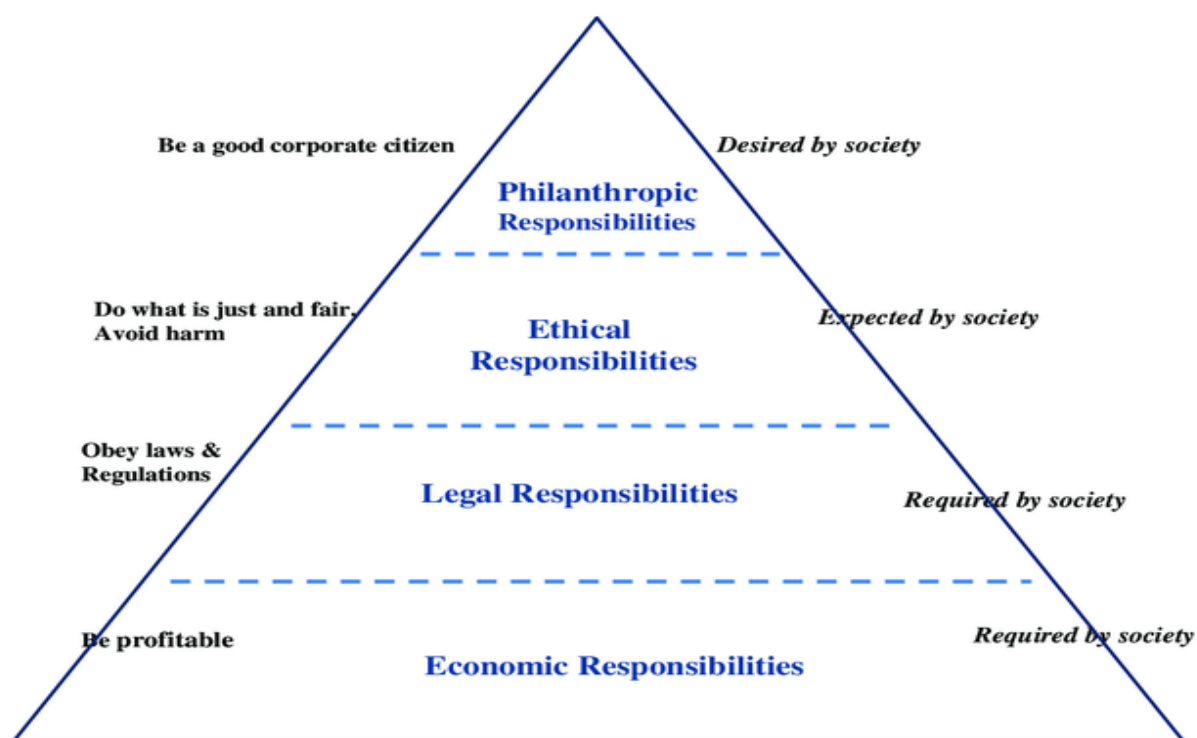 Be a good corporate citizen
Desired by society
Philanthropic
Responsibilities
Do what is just and fair,
Avoid harm
Expected by society
Ethical
Responsibilities
Obey laws &
Regulations
Legal Responsibilities
Required by society
Be profitable
Required by society
Economic Responsibilities